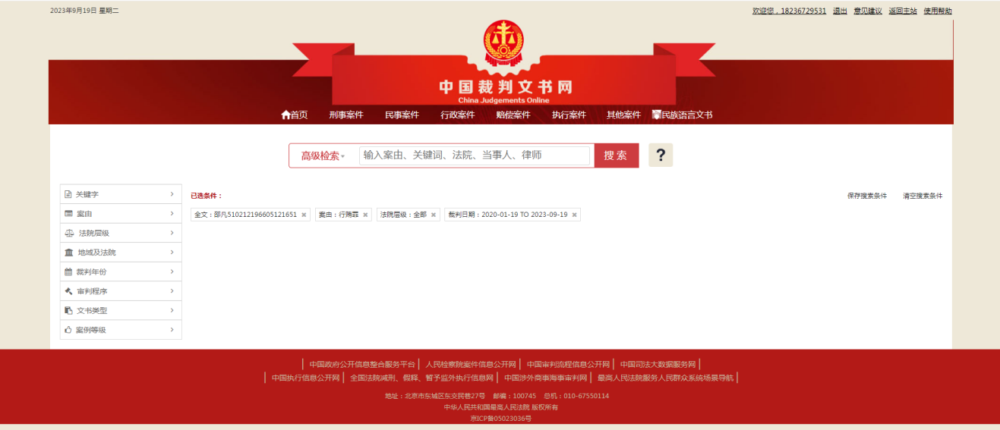 2023年9月19日 星期二
欢迎您，18236729531 退出 意见建议 返回主站 使用帮助
中国裁判文书网
China Judgements Online
首页 刑事案件 民事案件 行政案件 赔偿案件 执行案件 其他案件 民族语言文书
高级检索 输入案由、关键词、法院、当事人、律师 搜索 ?
关键字
案由
法院层级
地域及法院
裁判年份
审判程序
文书类型
案例等级
已选条件：
保存搜索条件 清空搜索条件
全文：邵凡510212196605121651 × 案由：行贿罪 × 法院层级：全部 × 裁判日期：2020-01-19 TO 2023-09-19 ×
中国政府公开信息整合服务平台 | 人民检察院案件信息公开网 | 中国审判流程信息公开网 | 中国司法大数据服务网 |
中国执行信息公开网 | 全国法院减刑、假释、暂予监外执行信息网 | 中国涉外商事海事审判网 | 最高人民法院服务人民群众系统场景导航 |
地址：北京市东城区东交民巷27号 邮编：100745 总机：010-67550114
中华人民共和国最高人民法院 版权所有
京ICP备05023036号